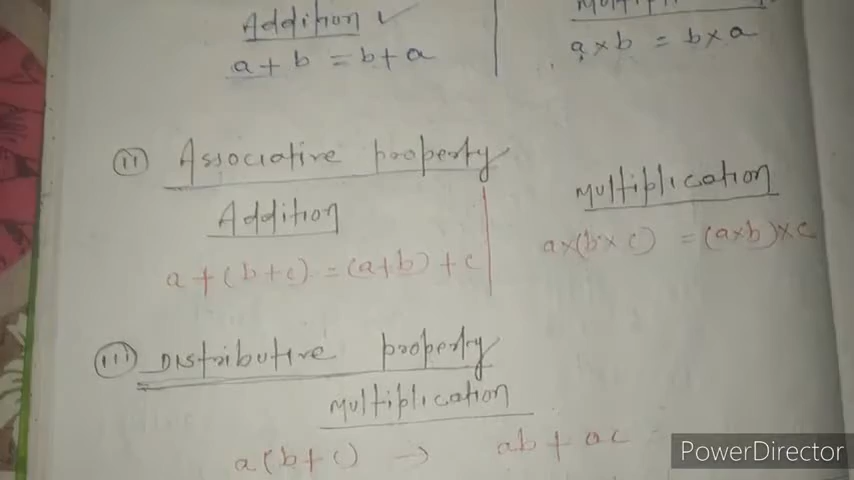 Addition ✓
a + b = b + a
a × b = b × a
(ii) Associative property
Addition
a + (b + c) = (a + b) + c
Multiplication
a × (b × c) = (a × b) × c
(iii) Distributive property
Multiplication
a (b + c) → ab + ac
PowerDirector